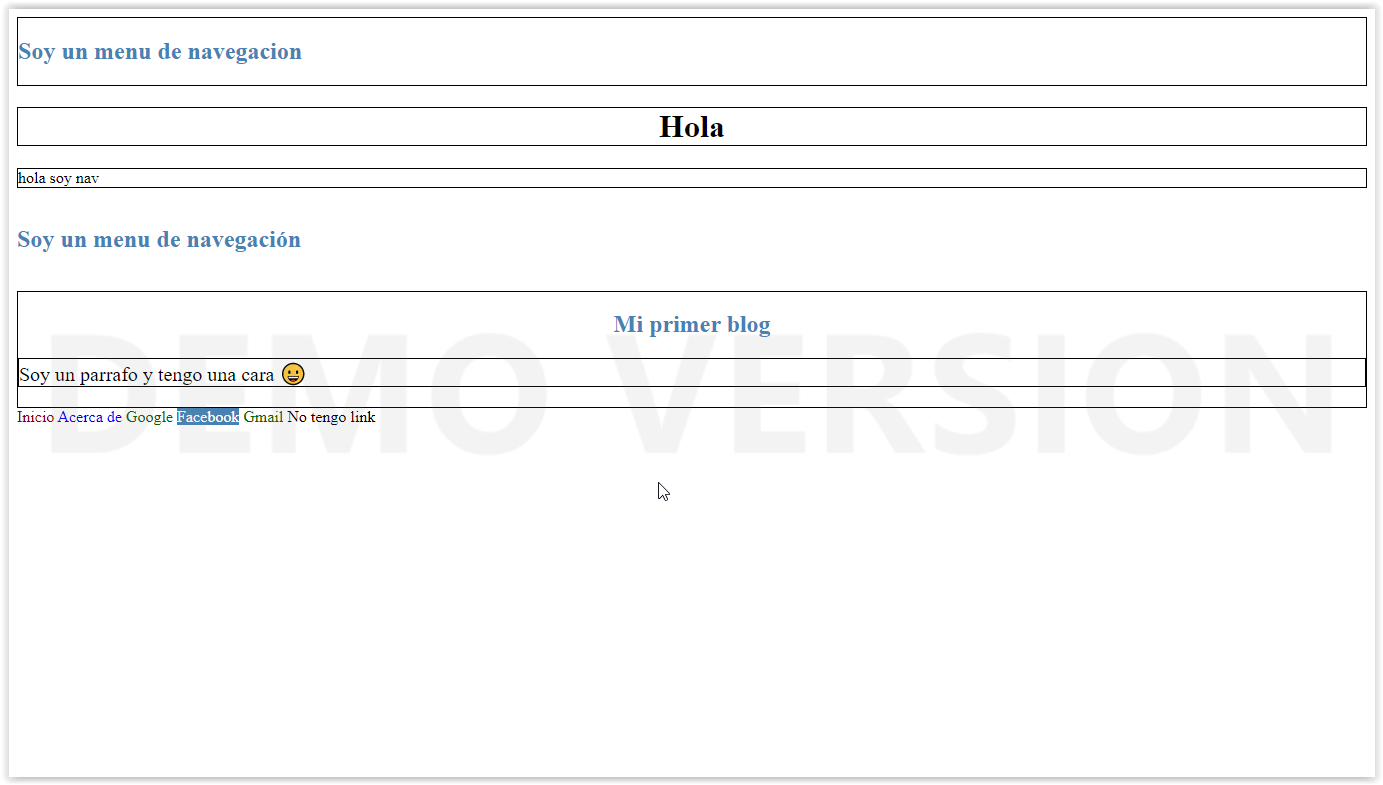 Soy un menu de navegacion
Hola
hola soy nav
Soy un menu de navegación
Mi primer blog
DEMO VERSION
Soy un parrafo y tengo una cara 😀
Inicio Acerca de Google Facebook Gmail No tengo link